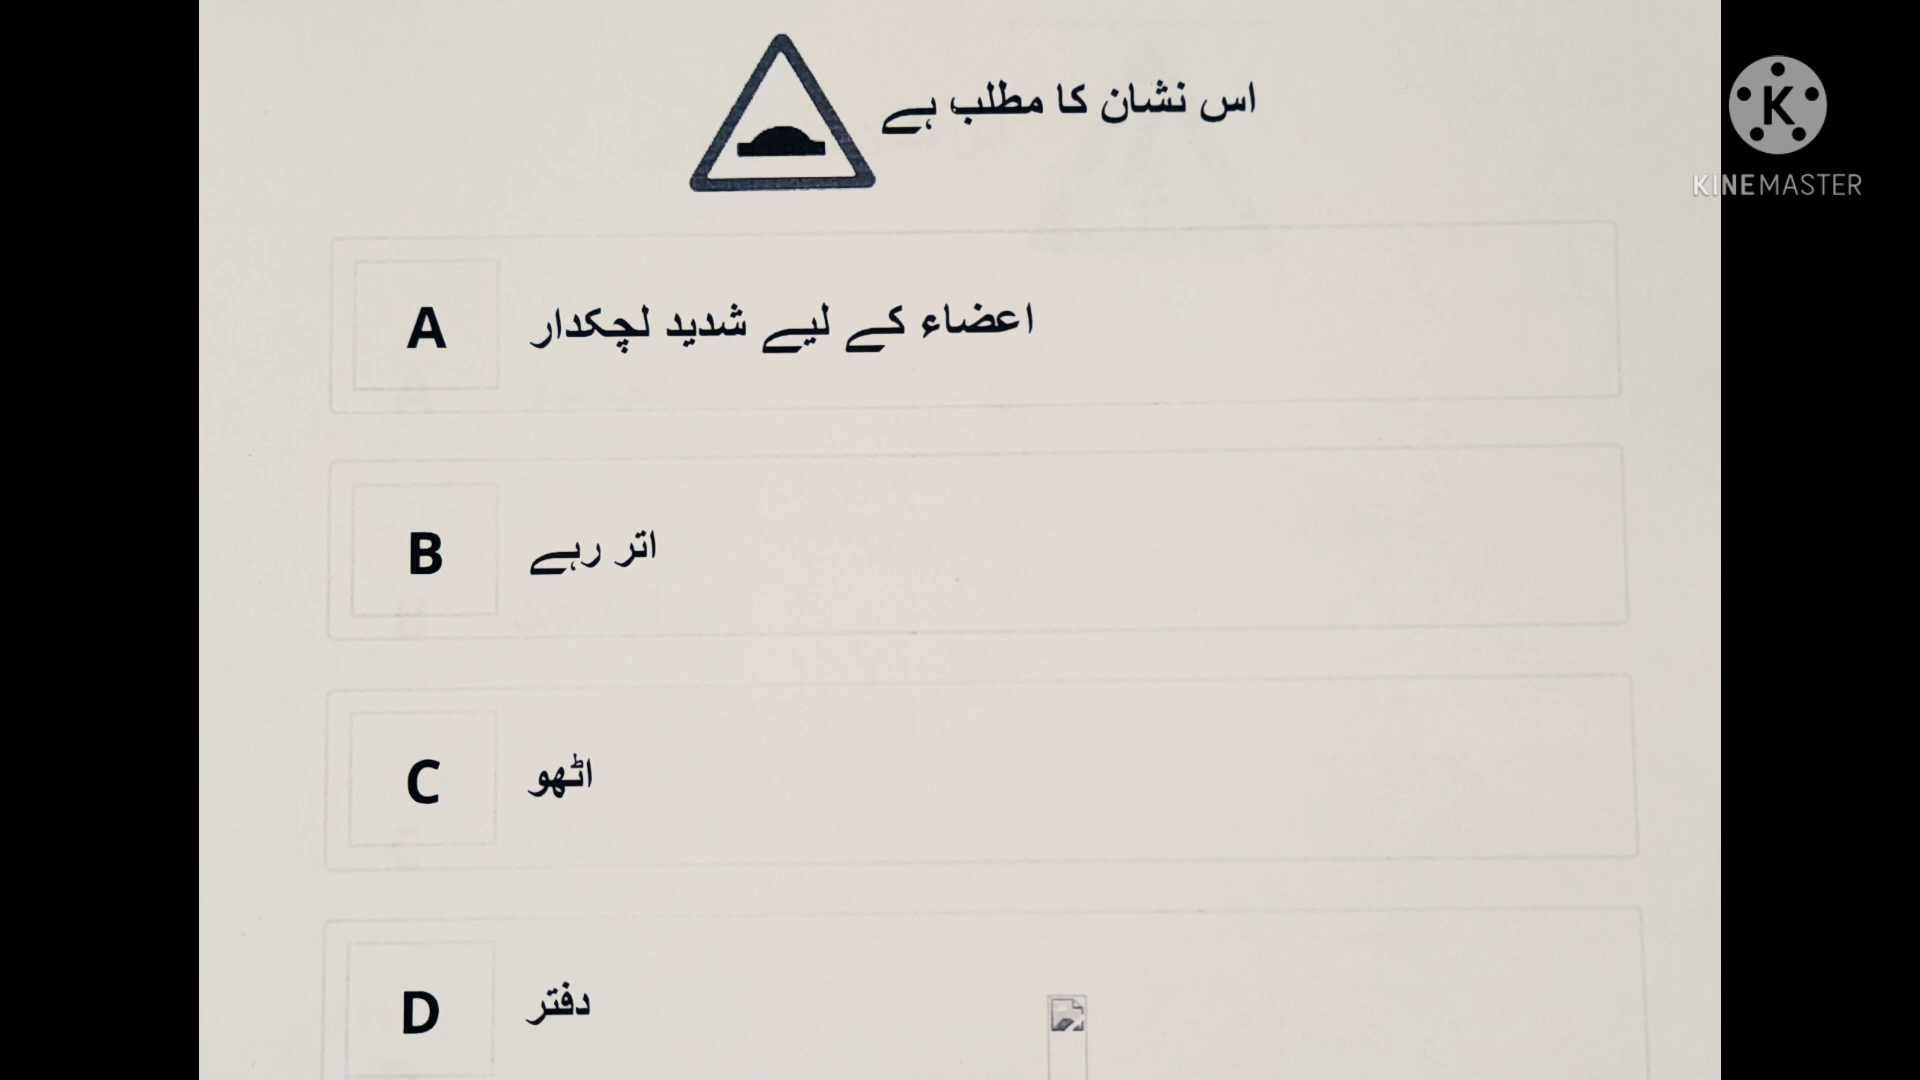 اس نشان کا مطلب ہے
A اعضاء کے لیے شدید لچکدار
B اتر رہے
C اٹھو
D دفتر
K
KINEMASTER